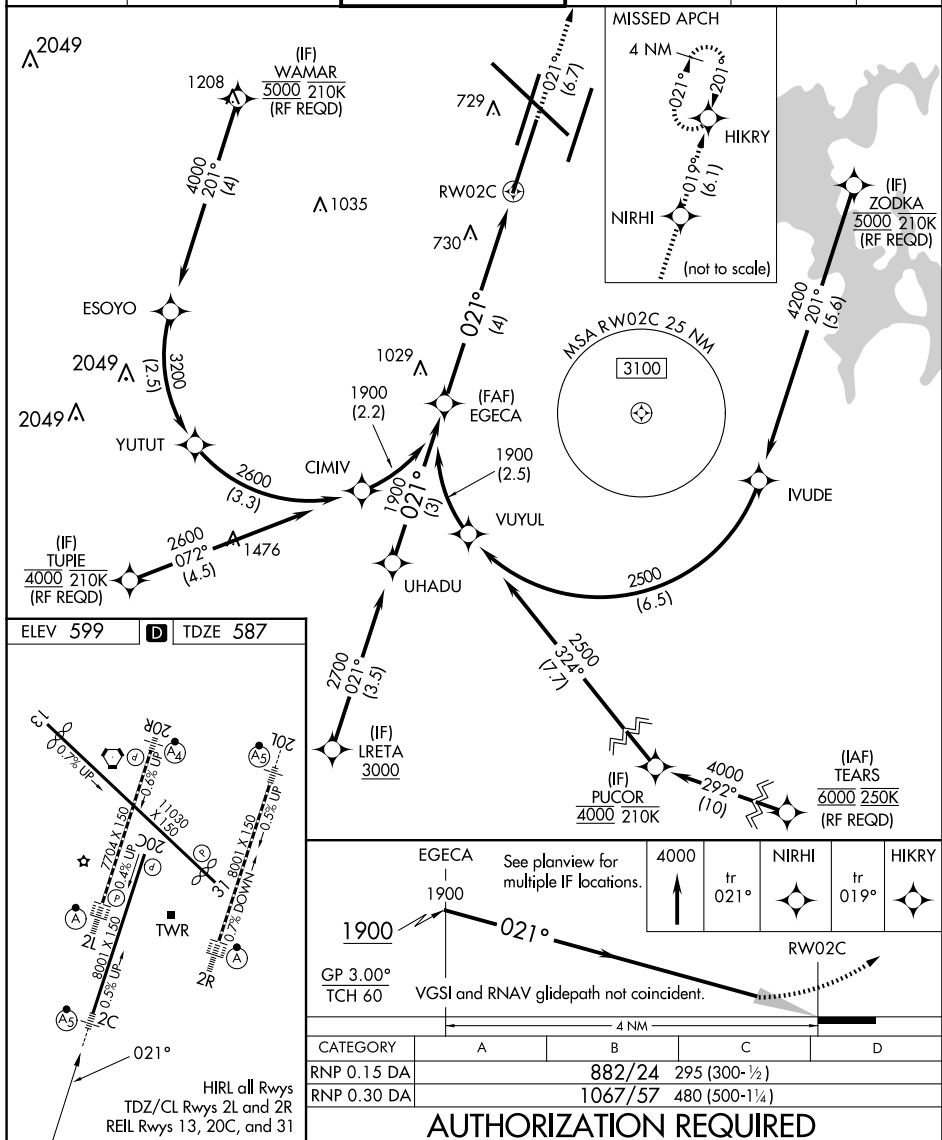 2049
1208
(IF)
WAMAR
5000 210K
(RF REQD)
4000
201°
(4)
1035
729
021°
(6.7)
RW02C
730
MISSED APCH
4 NM
021°
201°
HIKRY
019°
(6.1)
NIRHI
(not to scale)
(IF)
ZODKA
5000 210K
(RF REQD)
4200
201°
(5.6)
ESOYO
3200
(2.5)
2049
2049
YUTUT
2600
(3.3)
CIMIV
1029
1900
(2.2)
021°
(4)
(FAF)
EGECA
1900
(2.5)
1900
021°
(3)
VUYUL
UHADU
MSA RW02C 25 NM
3100
IVUDE
2500
(6.5)
(IF)
TUPIE
4000 210K
(RF REQD)
2600
072°
(4.5)
1476
2700
021°
(3.5)
(IF)
LRETA
3000
2500
324°
(7.7)
(IF)
PUCOR
4000 210K
4000
292°
(10)
(IAF)
TEARS
6000 250K
(RF REQD)
ELEV 599 D TDZE 587
13
0.7% UP
P
20R
A4
0.6% UP
20L
A5
0.5% UP
11030
X 150
7704 X 150
20C
P
0.4% UP
P
31
8001 X 150
0.7% DOWN
A
2L
P
TWR
A
2R
8001 X 150
0.5% UP
A5
2C
021°
HIRL all Rwys
TDZ/CL Rwys 2L and 2R
REIL Rwys 13, 20C, and 31
EGECA
1900
See planview for
multiple IF locations.
4000
tr
021°
NIRHI
tr
019°
HIKRY
1900
021°
RW02C
GP 3.00°
TCH 60
VGSI and RNAV glidepath not coincident.
4 NM
CATEGORY A B C D
RNP 0.15 DA 882/24 295 (300-½)
RNP 0.30 DA 1067/57 480 (500-1¼)
AUTHORIZATION REQUIRED